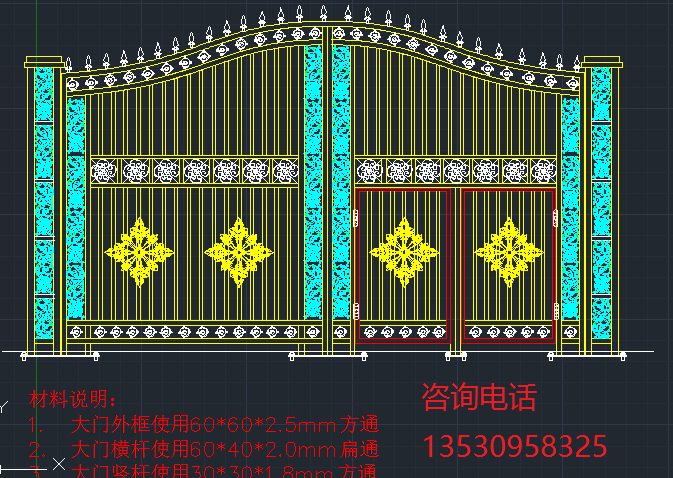 材料说明：
1. 大门外框使用60*60*2.5mm方通
2. 大门横杆使用60*40*2.0mm扁通
3. 大门竖杆使用30*30*1.8mm方通
咨询电话
13530958325
Y
X